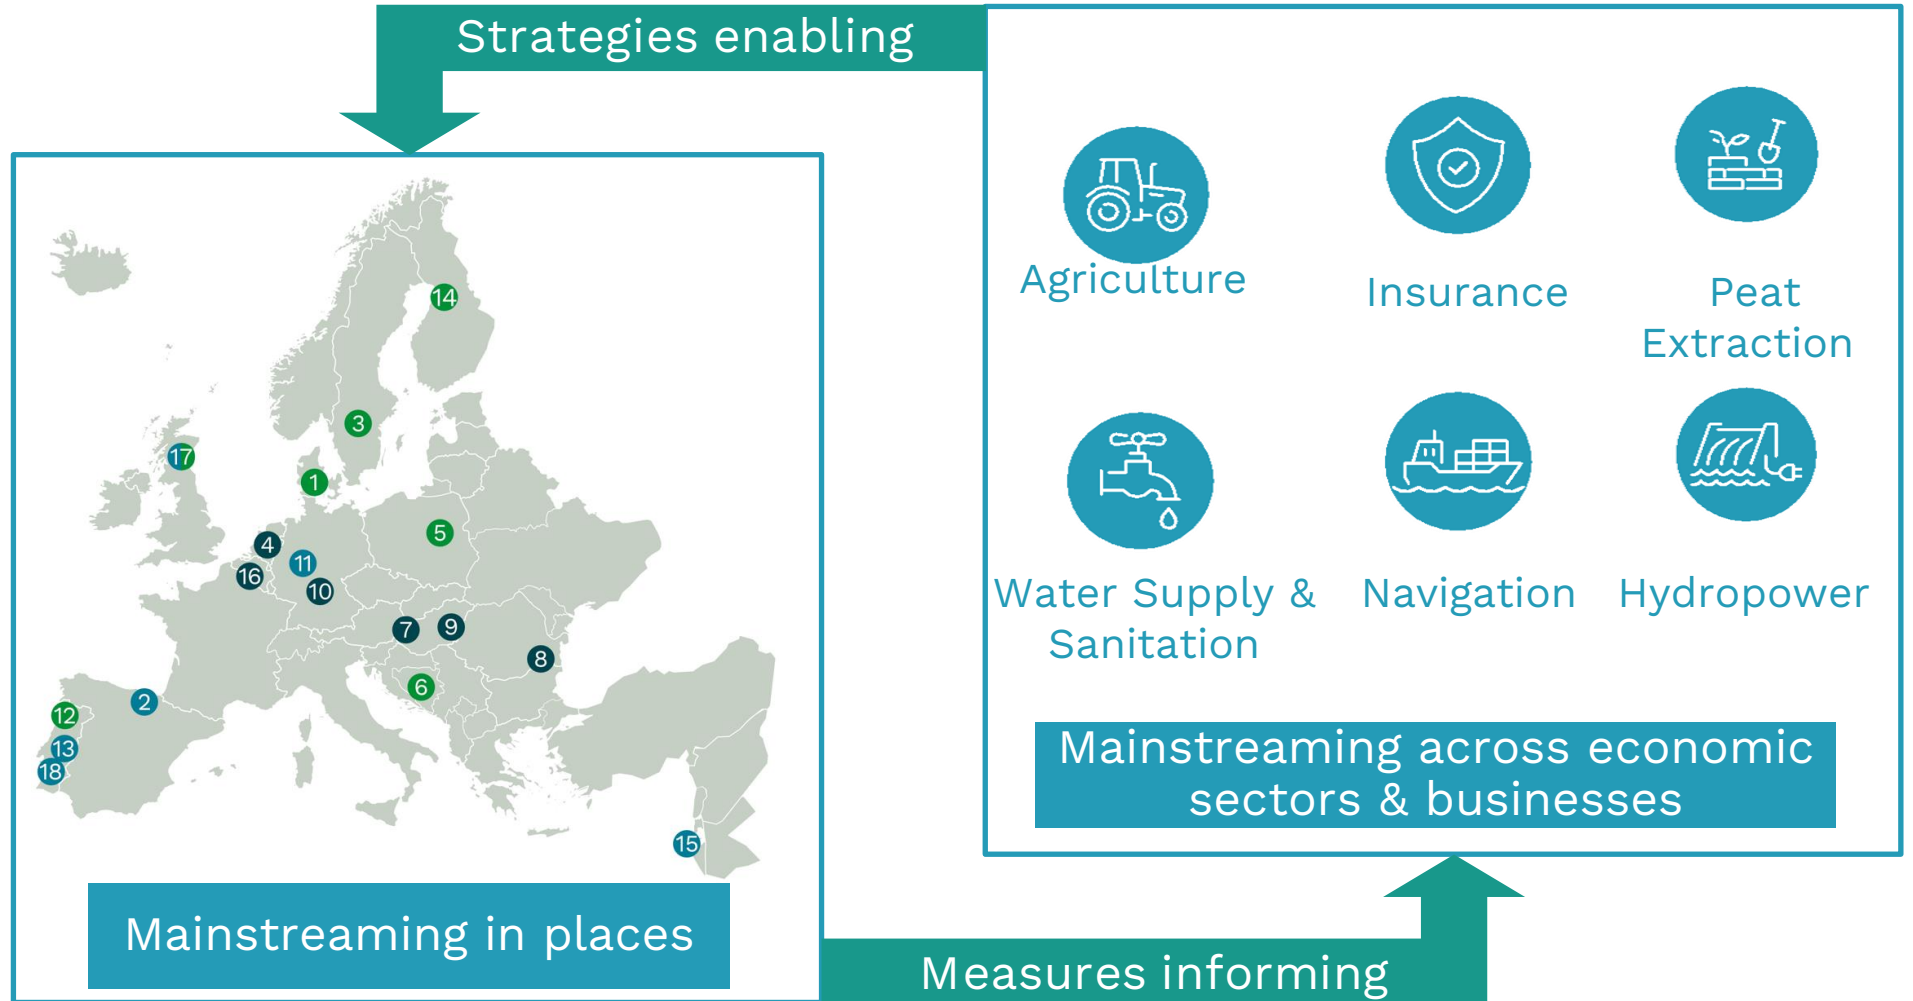 Strategies enabling
14
3
17
1
5
4
11
16
10
7
9
8
6
2
12
13
18
15
Mainstreaming in places
Agriculture
Insurance
Peat
Extraction
Water Supply &
Sanitation
Navigation
Hydropower
Mainstreaming across economic
sectors & businesses
Measures informing